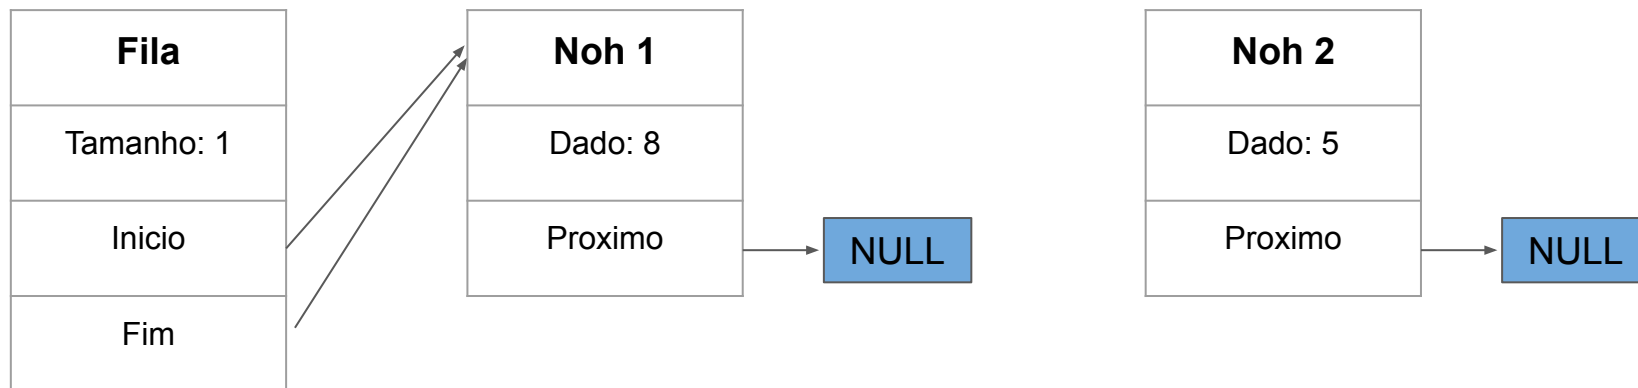 Fila
Tamanho: 1
Inicio
Fim
Noh 1
Dado: 8
Proximo
NULL
Noh 2
Dado: 5
Proximo
NULL